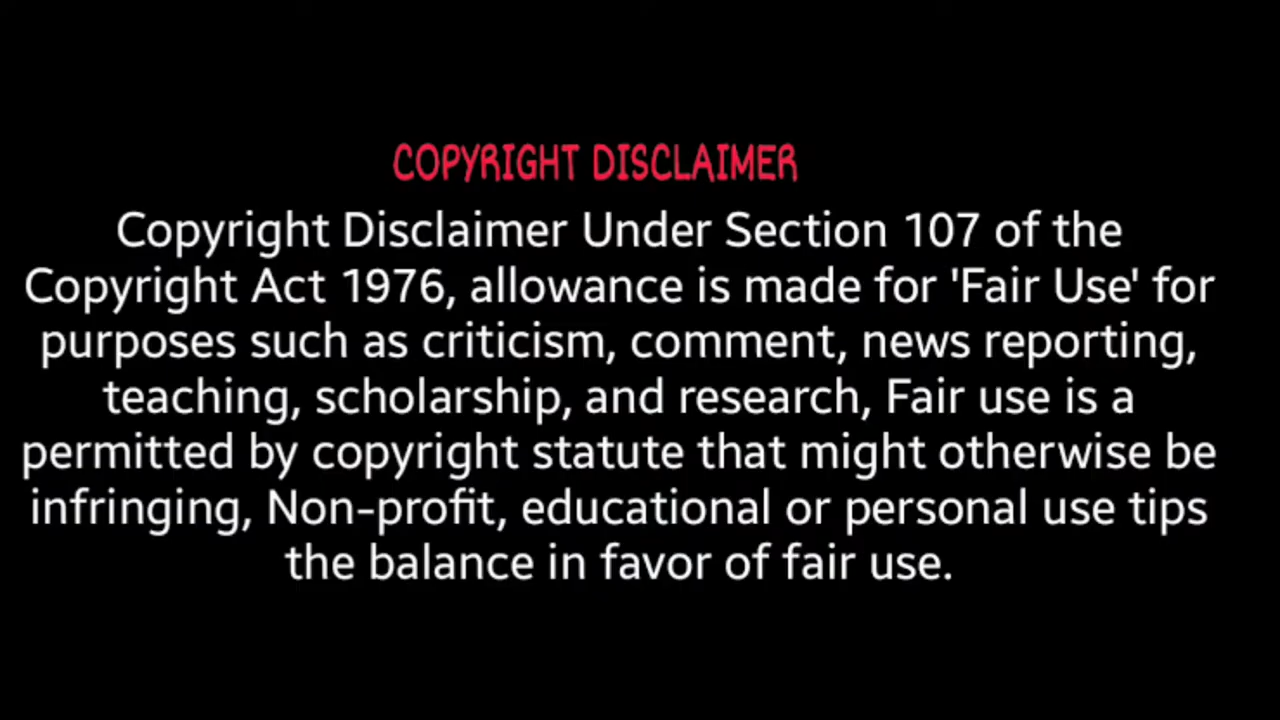 COPYRIGHT DISCLAIMER
Copyright Disclaimer Under Section 107 of the
Copyright Act 1976, allowance is made for 'Fair Use' for
purposes such as criticism, comment, news reporting,
teaching, scholarship, and research, Fair use is a
permitted by copyright statute that might otherwise be
infringing, Non-profit, educational or personal use tips
the balance in favor of fair use.